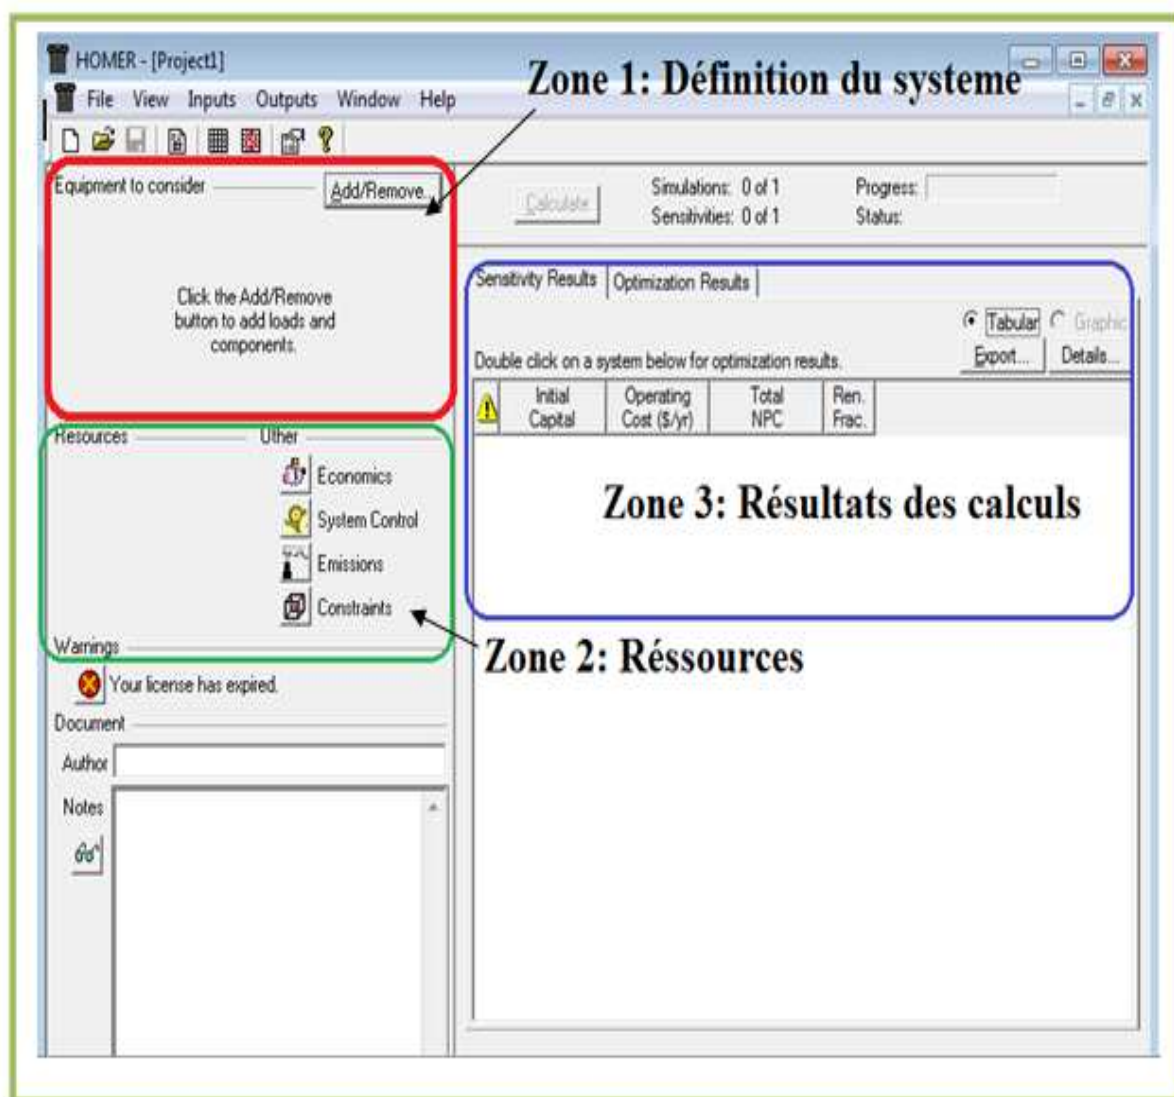 HOMER - [Project1]
Zone 1: Définition du systeme
File View Inputs Outputs Window Help
Equipment to consider
Add/Remove...
Click the Add/Remove
button to add loads and
components.
Calculate
Simulations: 0 of 1
Progress:
Sensitivities: 0 of 1
Status:
Sensitivity Results
Optimization Results
Tabular
Graphic
Double click on a system below for optimization results.
Export...
Details...
Initial
Capital
Operating
Cost ($/yr)
Total
NPC
Ren.
Frac.
Zone 3: Résultats des calculs
Resources
Other
Economics
System Control
Emissions
Constraints
Zone 2: Réssources
Warnings
Your license has expired.
Document
Author
Notes